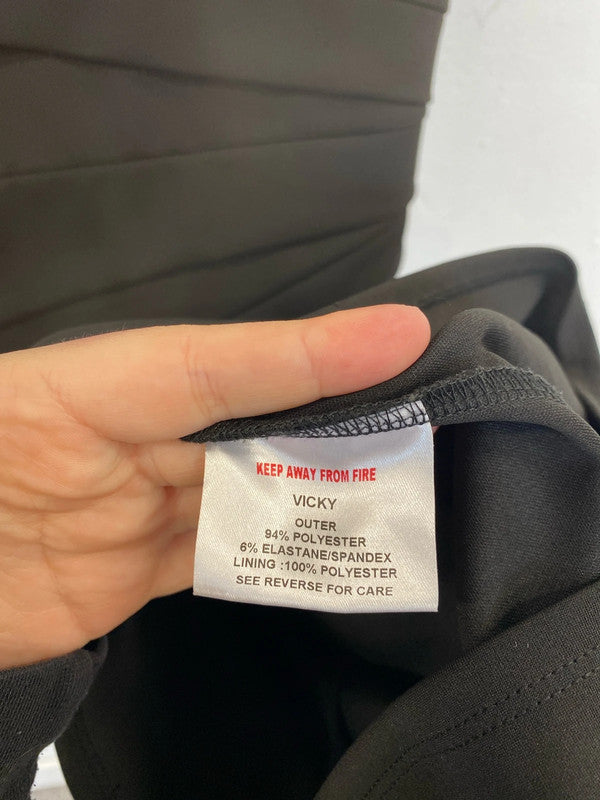 KEEP AWAY FROM FIRE
VICKY
OUTER
94% POLYESTER
6% ELASTANE/SPANDEX
LINING :100% POLYESTER
SEE REVERSE FOR CARE